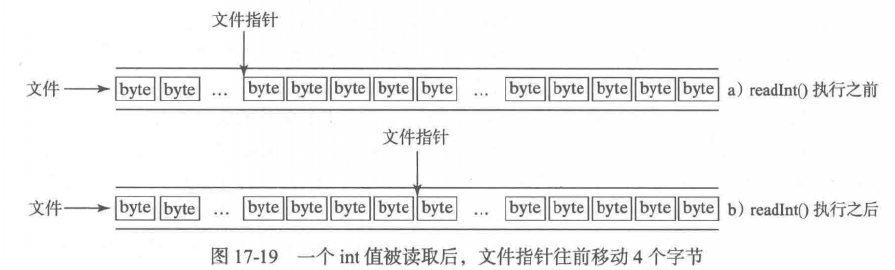 文件指针
文件 byte byte … byte byte byte byte byte … byte byte byte byte byte a）readInt() 执行之前
文件指针
文件 byte byte … byte byte byte byte byte … byte byte byte byte byte b）readInt() 执行之后
图 17-19 一个 int 值被读取后，文件指针往前移动 4 个字节